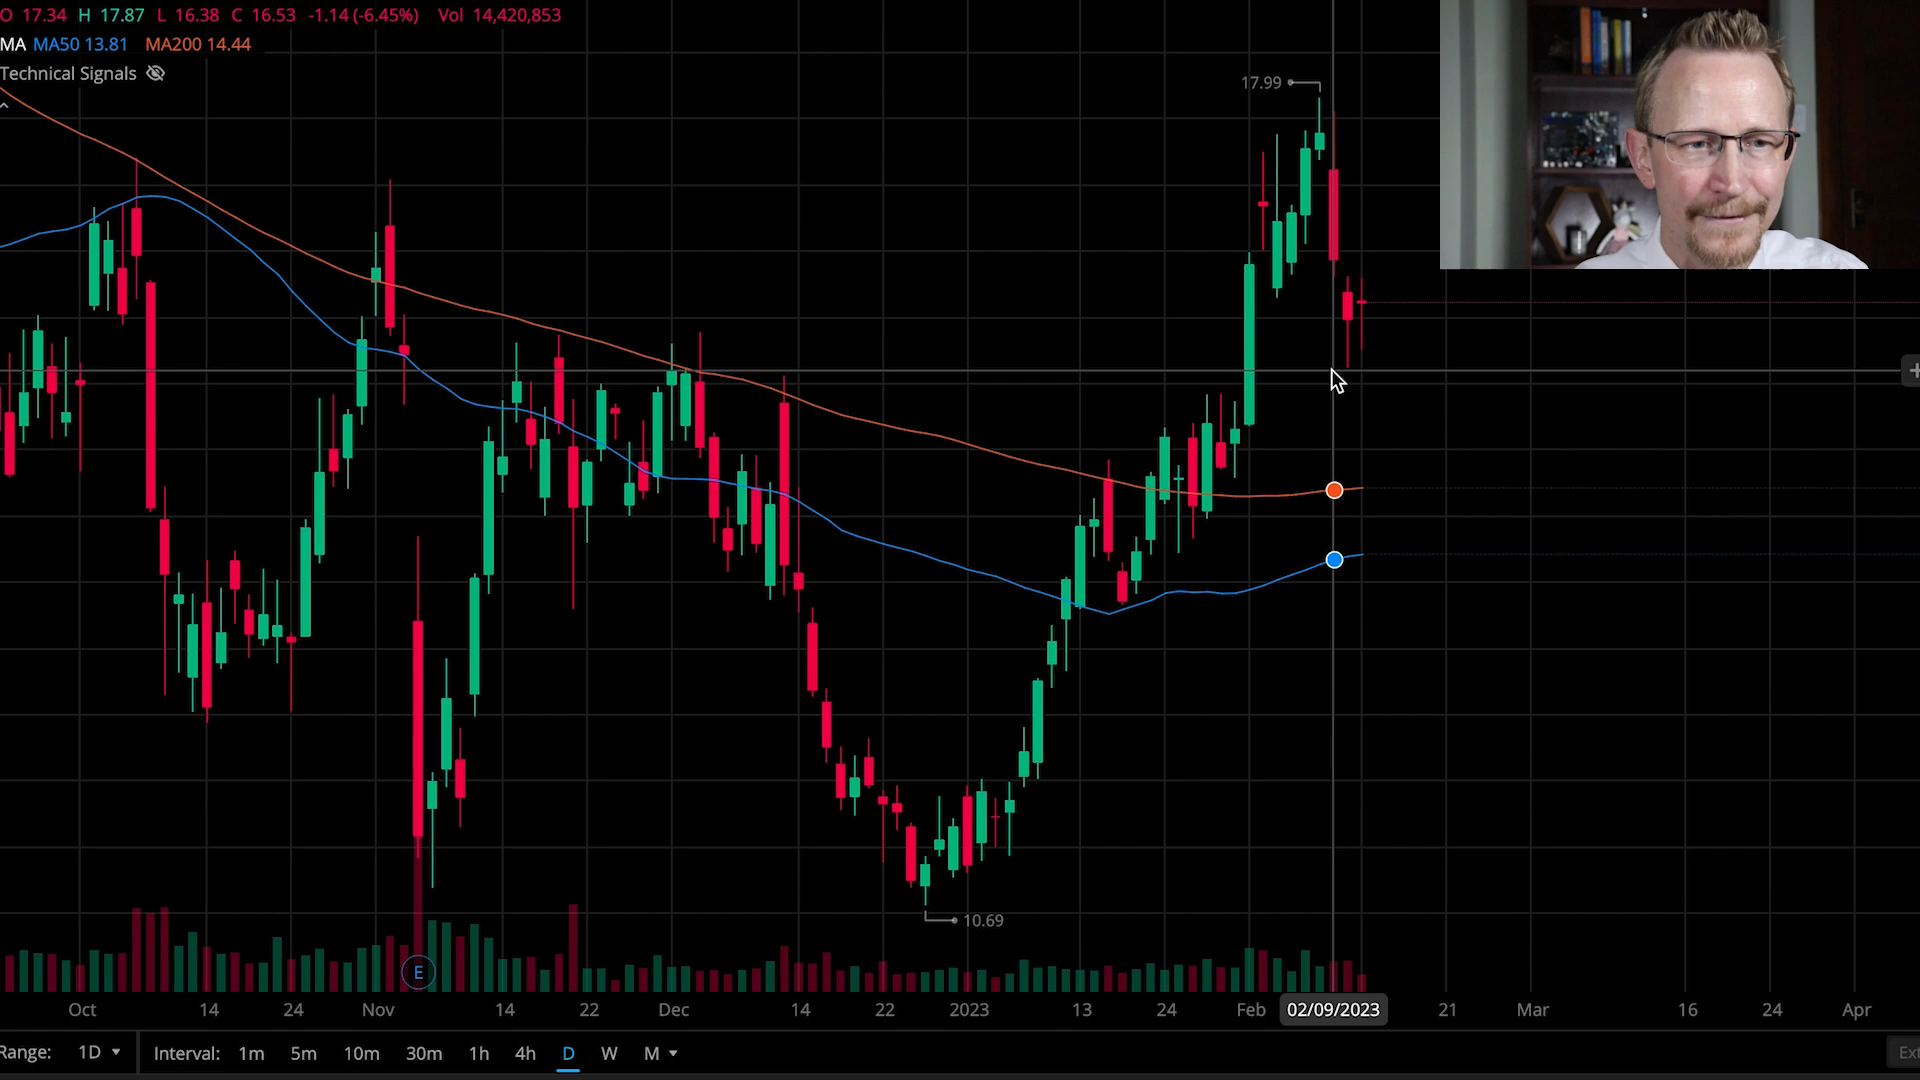 O 17.34 H 17.87 L 16.38 C 16.53 -1.14 (-6.45%) Vol 14,420,853
MA MA50 13.81 MA200 14.44
Technical Signals
17.99
10.69
E
Oct 14 24 Nov 14 22 Dec 14 22 2023 13 24 Feb 02/09/2023 21 Mar 16 24 Apr
Range: 1D Interval: 1m 5m 10m 30m 1h 4h D W M